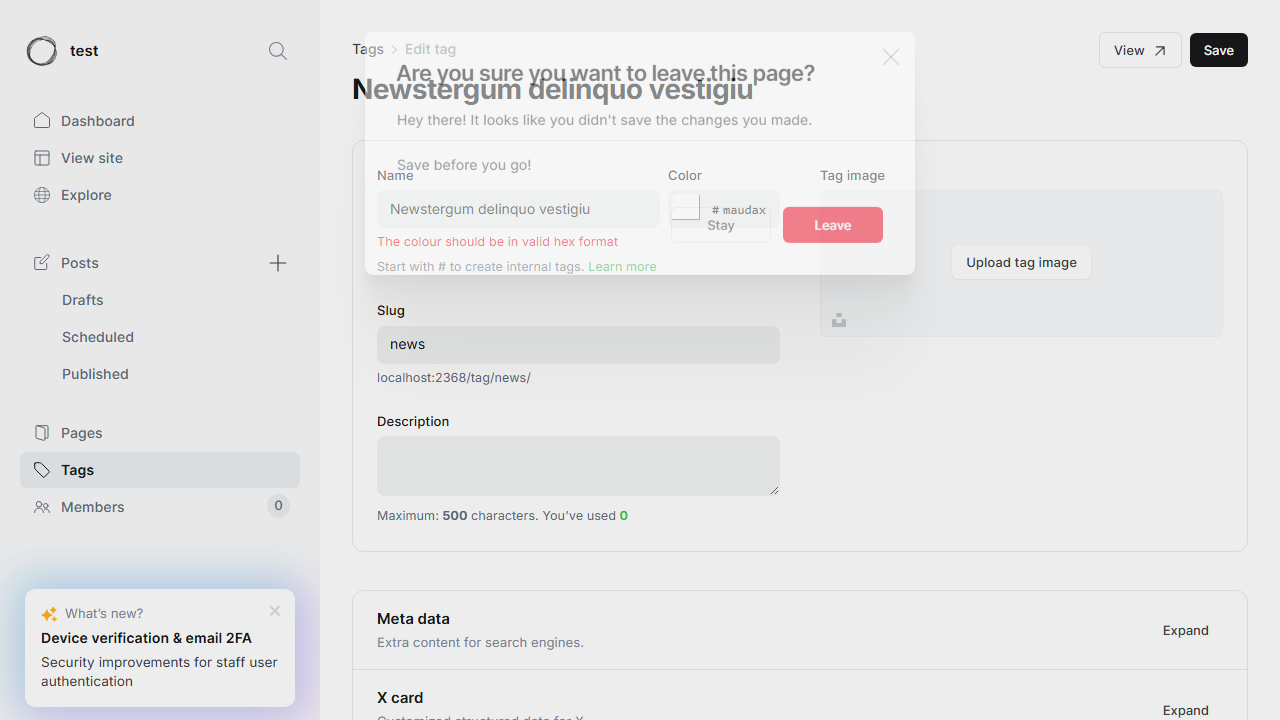 test
Dashboard
View site
Explore
Posts
Drafts
Scheduled
Published
Pages
Tags
Members
0
What's new?
Device verification & email 2FA
Security improvements for staff user
authentication
Tags
Edit tag
View
Save
Newstergum delinquo vestigiu
Are you sure you want to leave this page?
Hey there! It looks like you didn't save the changes you made.
Save before you go!
Stay
Leave
Name
Newstergum delinquo vestigiu
Color
# maudax
The colour should be in valid hex format
Start with # to create internal tags. Learn more
Tag image
Upload tag image
Slug
news
localhost:2368/tag/news/
Description
Maximum: 500 characters. You've used 0
Meta data
Extra content for search engines.
Expand
X card
Customized structured data for X
Expand